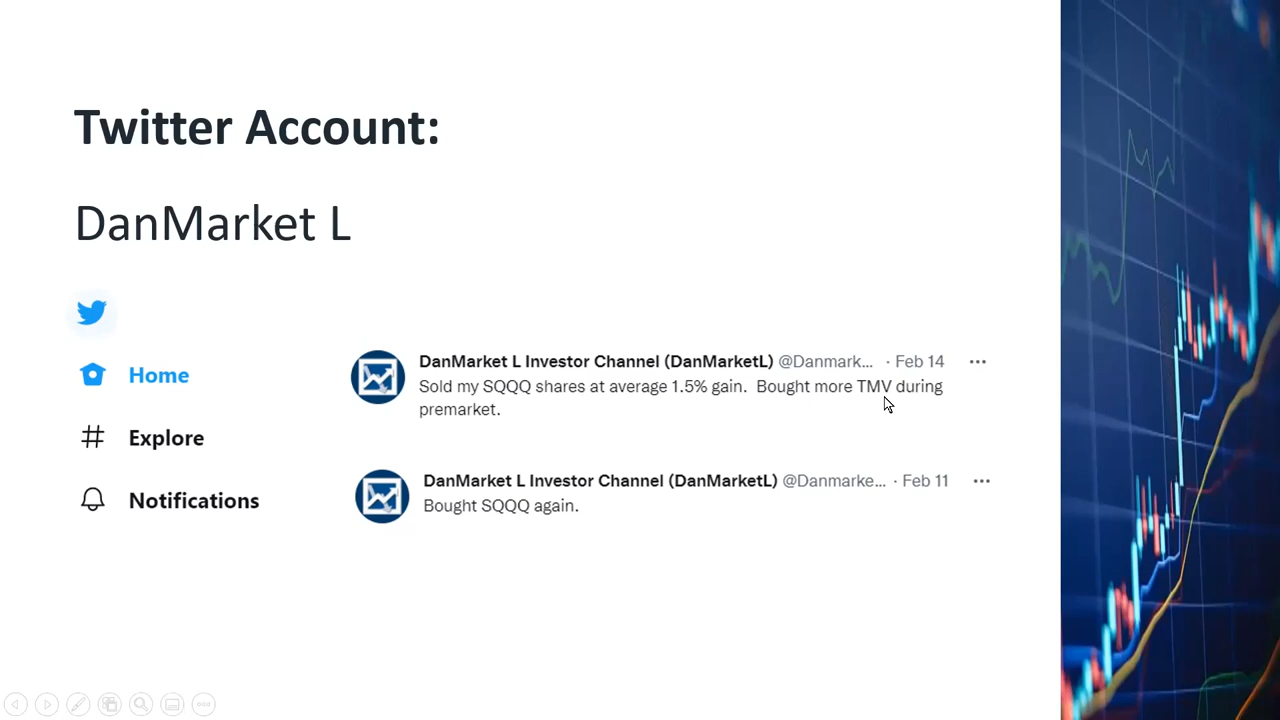 Twitter Account:
DanMarket L
Home
Explore
Notifications
DanMarket L Investor Channel (DanMarketL) @Danmark... · Feb 14
Sold my SQQQ shares at average 1.5% gain.  Bought more TMV during
premarket.
DanMarket L Investor Channel (DanMarketL) @Danmarke... · Feb 11
Bought SQQQ again.